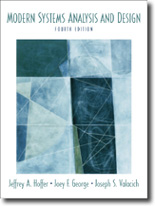 MODERN SYSTEMS ANALYSIS AND DESIGN
FOURTH EDITION
Jeffrey A. Hoffer • Joey F. George • Joseph S. Valacich